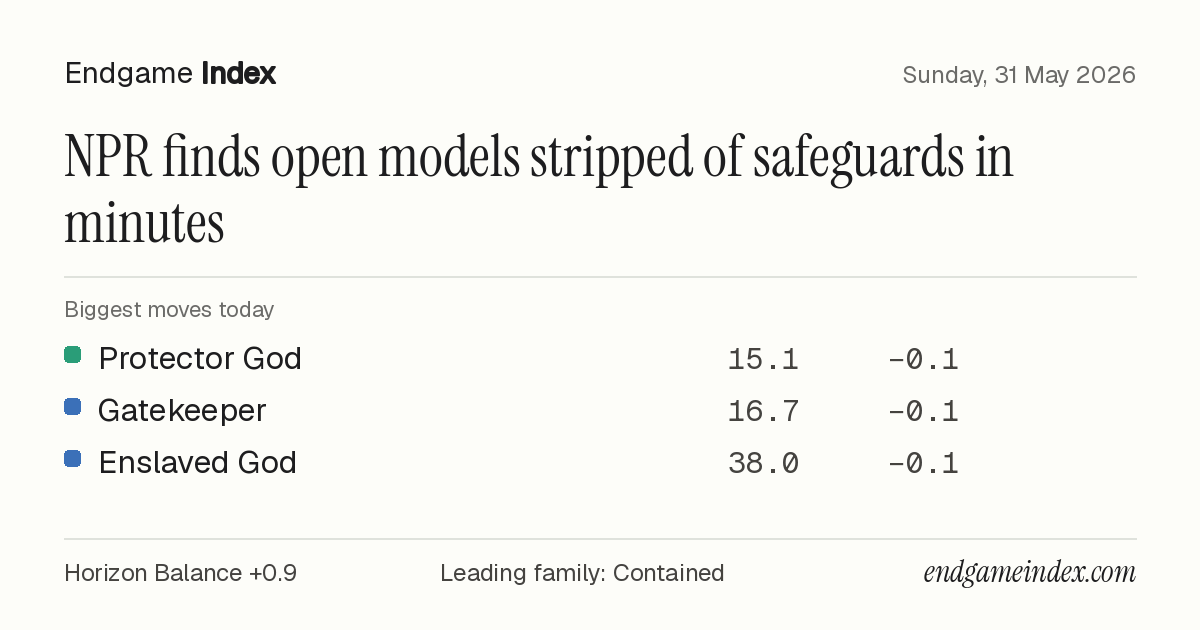 Endgame Index
Sunday, 31 May 2026
NPR finds open models stripped of safeguards in
minutes
Biggest moves today
Protector God 15.1 −0.1
Gatekeeper 16.7 −0.1
Enslaved God 38.0 −0.1
Horizon Balance +0.9
Leading family: Contained
endgameindex.com